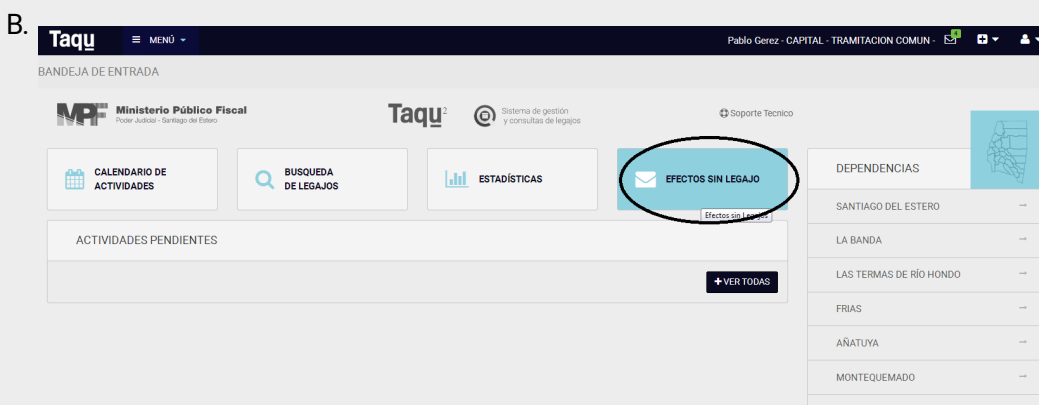 B.
Taqu MENÚ Pablo Gerez - CAPITAL - TRAMITACION COMUN -
BANDEJA DE ENTRADA
MPF Ministerio Público Fiscal
Poder Judicial - Santiago del Estero
Taqu²
Sistema de gestión
y consultas de legajos
Soporte Tecnico
CALENDARIO DE
ACTIVIDADES
BUSQUEDA
DE LEGAJOS
ESTADÍSTICAS
EFECTOS SIN LEGAJO
Efectos sin Legajos
ACTIVIDADES PENDIENTES
+ VER TODAS
DEPENDENCIAS
SANTIAGO DEL ESTERO
LA BANDA
LAS TERMAS DE RÍO HONDO
FRIAS
AÑATUYA
MONTEQUEMADO